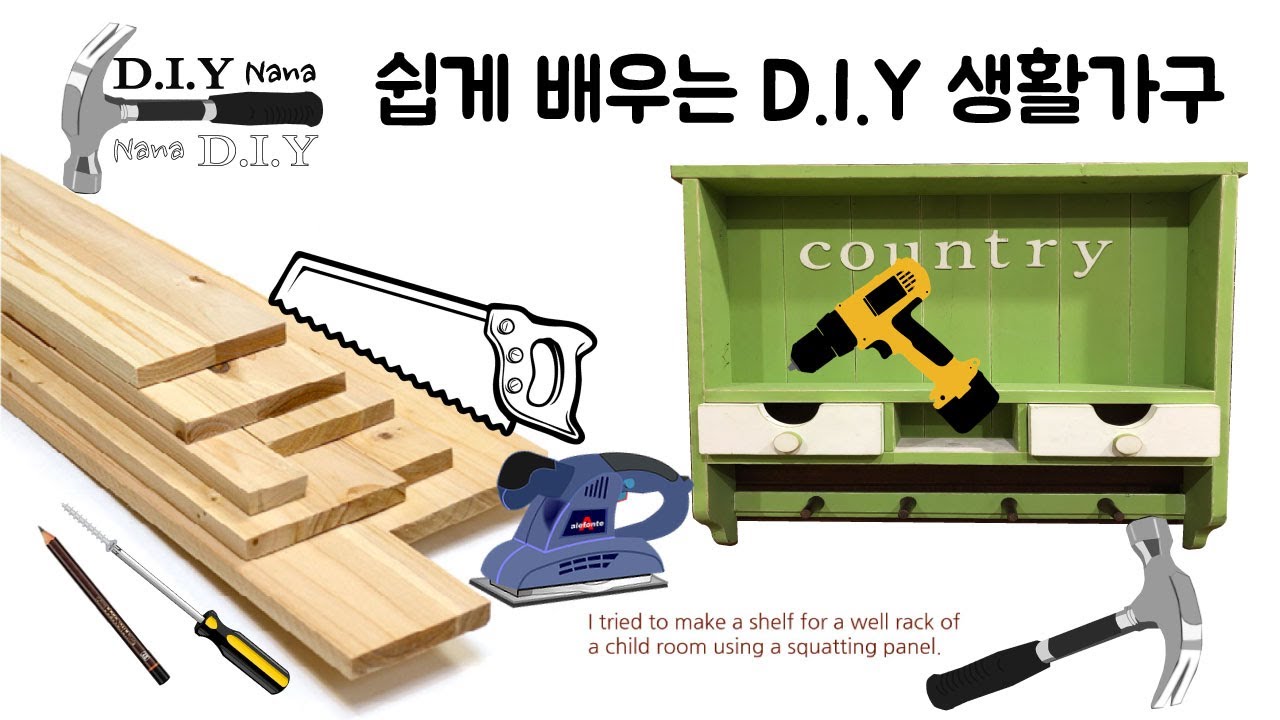 D.I.Y Nana
Nana D.I.Y
쉽게 배우는 D.I.Y 생활가구
country
alefonte
I tried to make a shelf for a well rack of
a child room using a squatting panel.